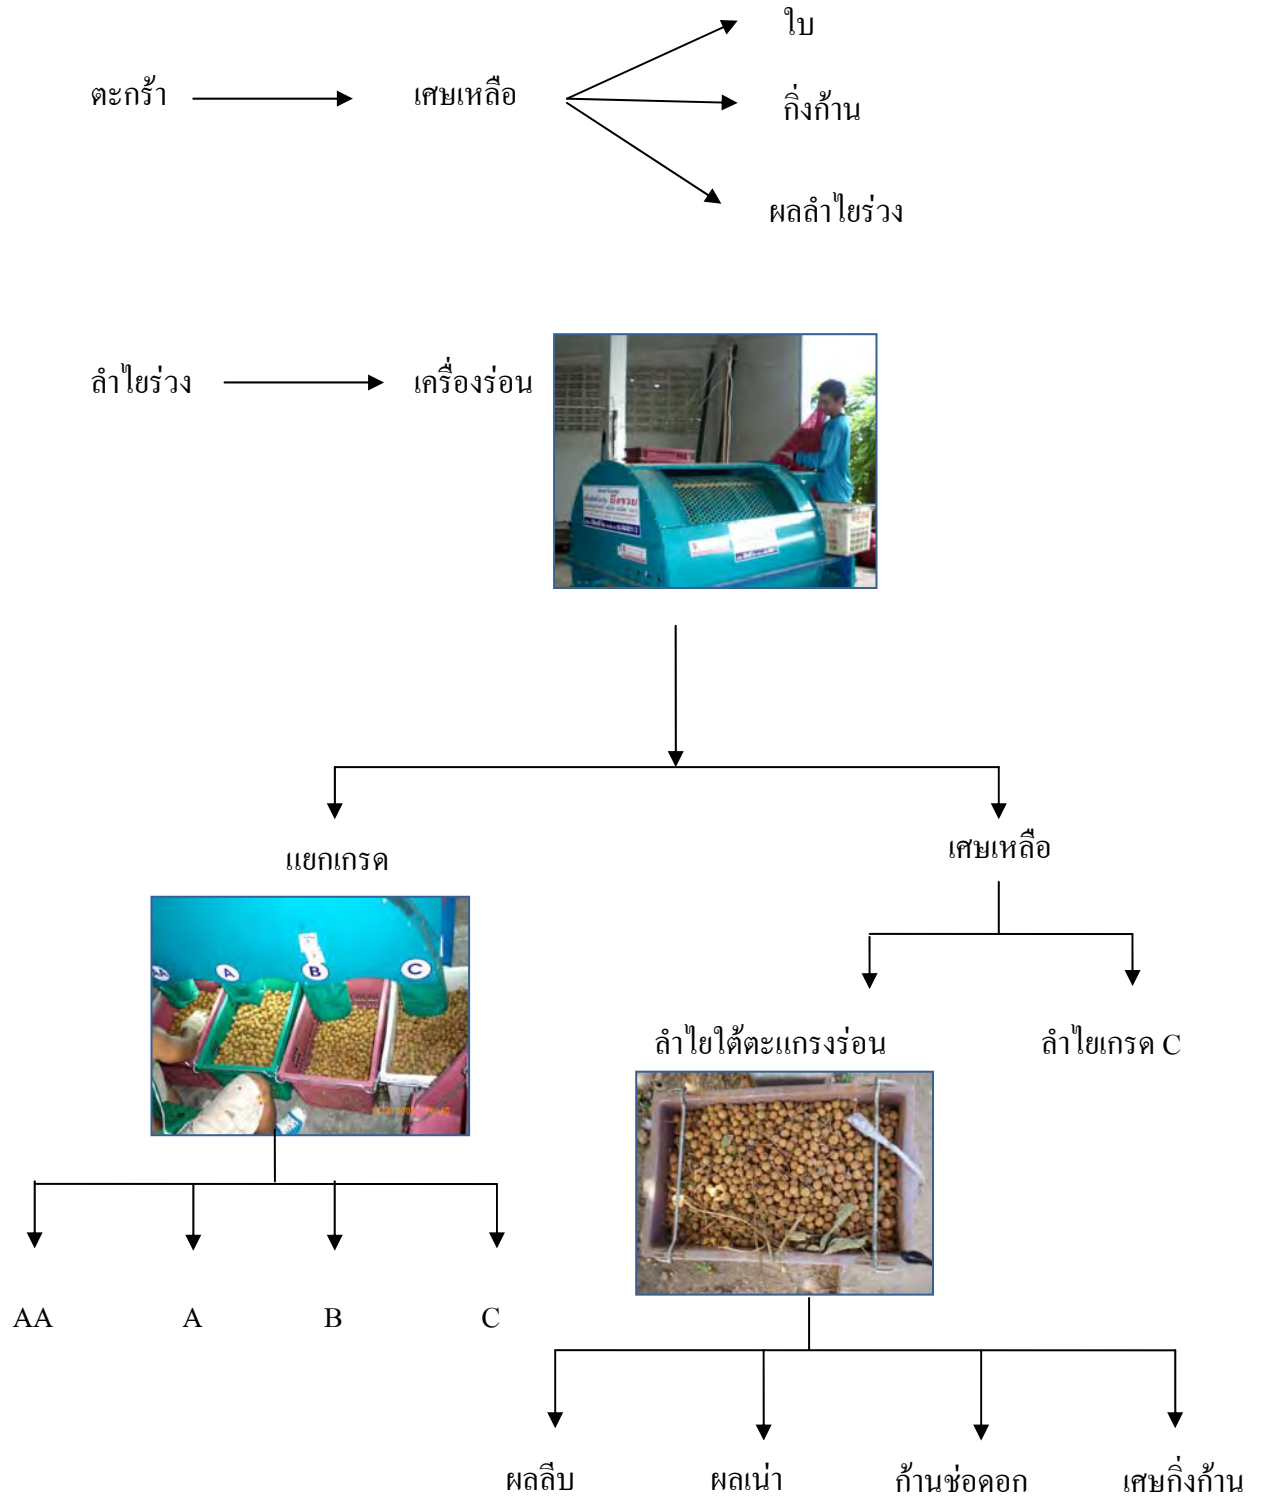 ใบ
ตะกร้า
เศษเหลือ
กิ่งก้าน
ผลลำไยร่วง
ลำไยร่วง
เครื่องร่อน
แยกเกรด
เศษเหลือ
AA
A
B
C
ลำไยใต้ตะแกรงร่อน
ลำไยเกรด C
AA
A
B
C
ผลลีบ
ผลเน่า
ก้านช่อดอก
เศษกิ่งก้าน